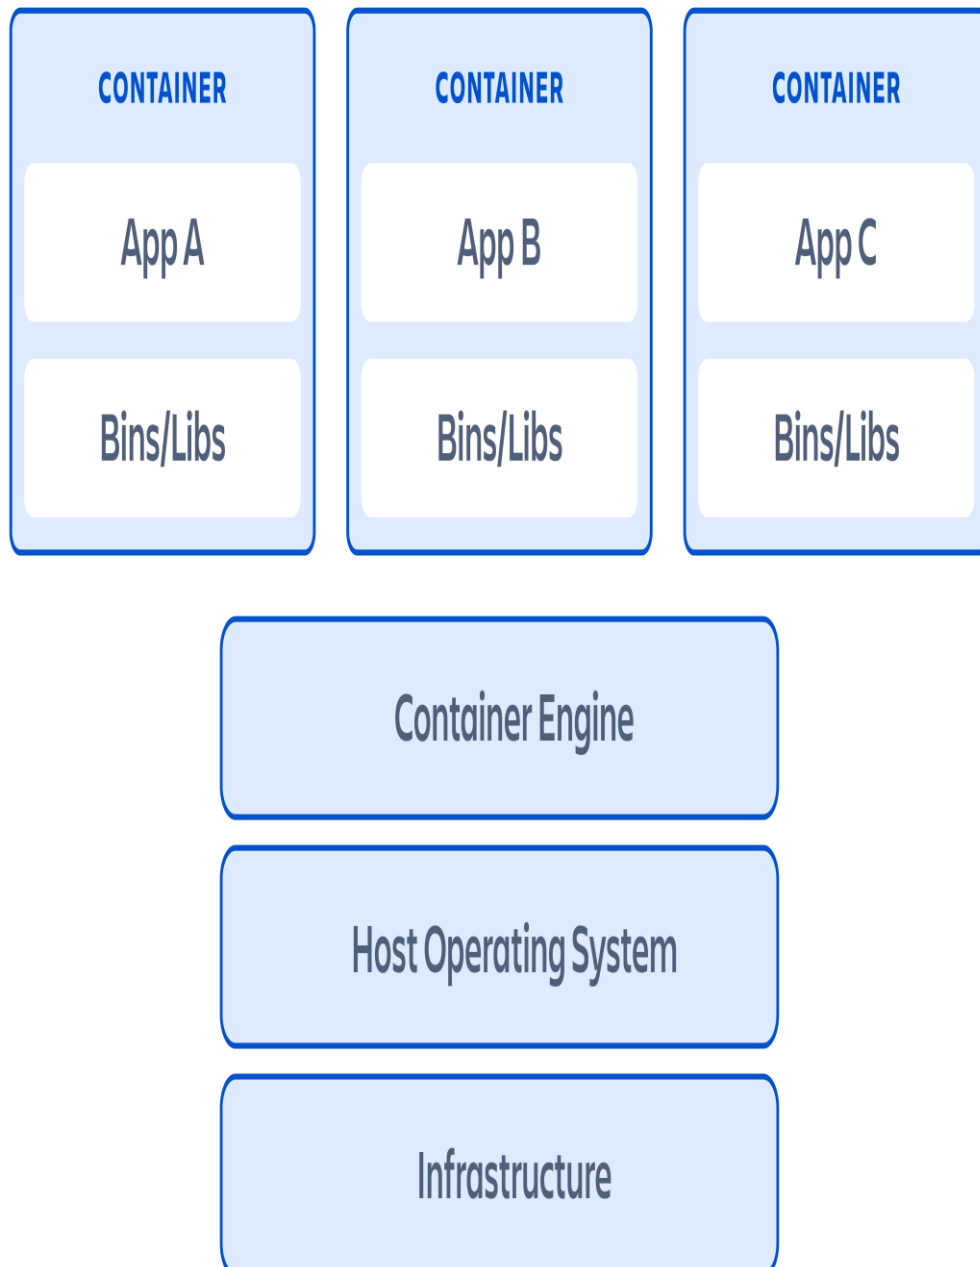 CONTAINER CONTAINER CONTAINER
App A App B App C
Bins/Libs Bins/Libs Bins/Libs
Container Engine
Host Operating System
Infrastructure